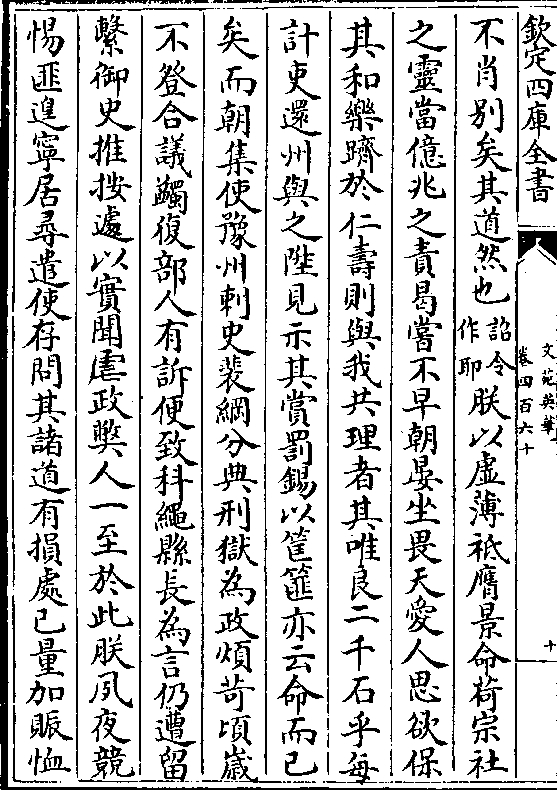 欽定四庫全書
文苑英華
卷四百六十
十
不肖別矣其道然也詔令作即朕以虛薄祗膺景命荷宗社
之靈當億兆之責曷嘗不早朝晏坐畏天愛人思欲保
其和樂躋於仁壽則與我共理者其唯良二千石乎每
計吏還州與之陛見示其賞罰錫以筐篚亦云命而已
矣而朝集使豫州刺史裴綱分典刑獄為政煩苛頃歲
不登合議蠲復部人有訴便致科繩縣長為言仍遭留
繫御史推按遽以實聞虐政弊人一至於此朕夙夜兢
惕匪遑寧居尋遣使存問其諸道有損處已量加賑恤